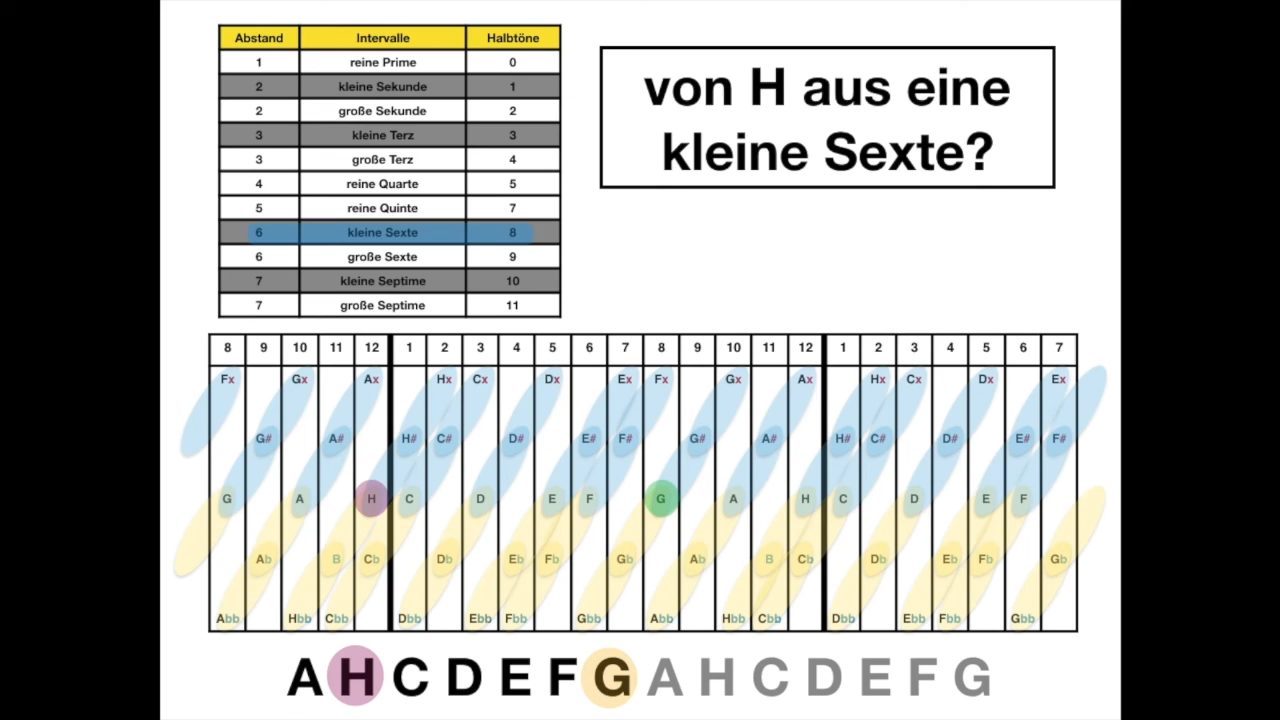 Abstand Intervalle Halbtöne
1 reine Prime 0
2 kleine Sekunde 1
2 große Sekunde 2
3 kleine Terz 3
3 große Terz 4
4 reine Quarte 5
5 reine Quinte 7
6 kleine Sexte 8
6 große Sexte 9
7 kleine Septime 10
7 große Septime 11
von H aus eine
kleine Sexte?
8 9 10 11 12 1 2 3 4 5 6 7 8 9 10 11 12 1 2 3 4 5 6 7
Fx Gx Ax Hx Cx Dx Ex Fx Gx Ax Hx Cx Dx Ex
G# A# H# C# D# E# F# G# A# H# C# D# E# F#
G A H C D E F G A H C D E F
Ab B Cb Db Eb Fb Gb Ab B Cb Db Eb Fb Gb
Abb Hbb Cbb Dbb Ebb Fbb Gbb Abb Hbb Cbb Dbb Ebb Fbb Gbb
A H C D E F G A H C D E F G